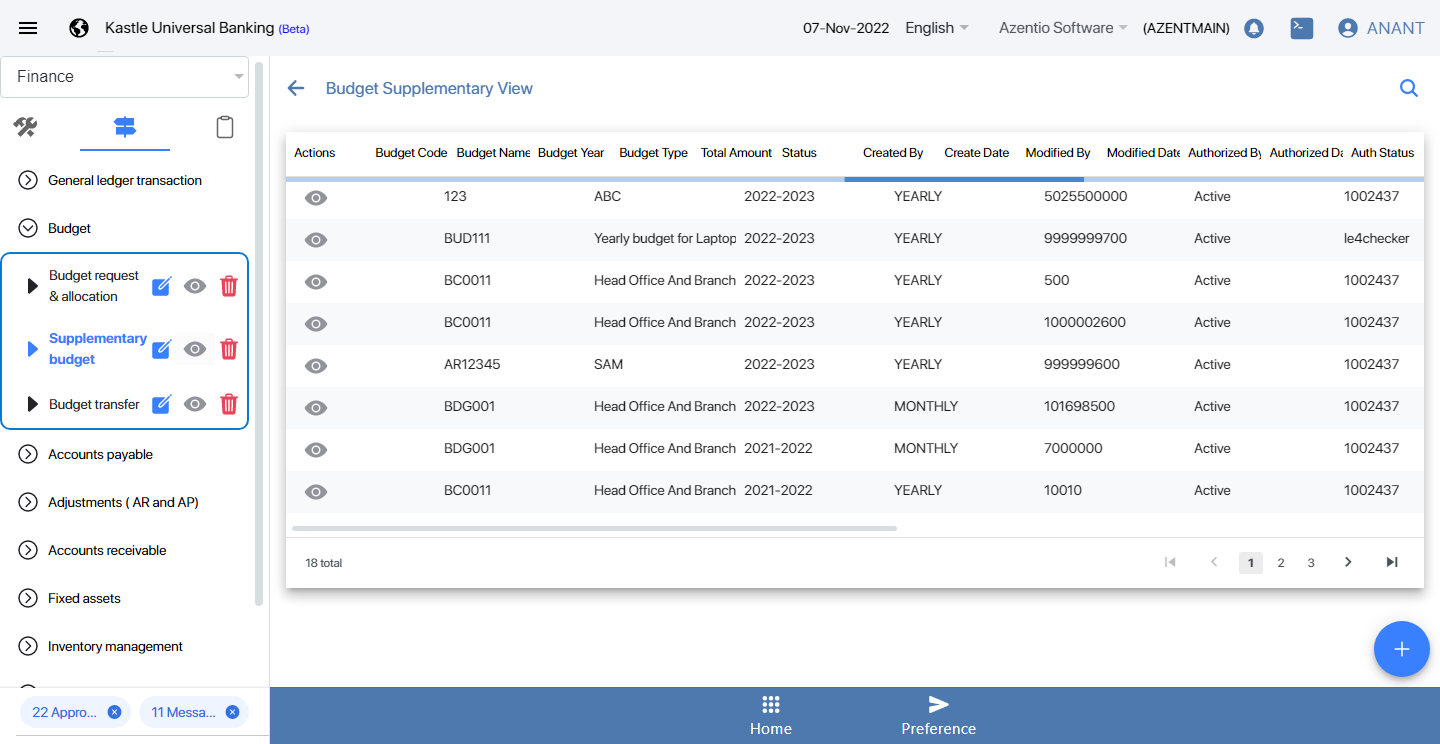 Kastle Universal Banking (Beta)
07-Nov-2022 English Azentio Software (AZENTMAIN) ANANT
Finance
General ledger transaction
Budget
Budget request
& allocation
Supplementary
budget
Budget transfer
Accounts payable
Adjustments ( AR and AP)
Accounts receivable
Fixed assets
Inventory management
22 Appro... 11 Messa...
Budget Supplementary View
Actions Budget Code Budget Name Budget Year Budget Type Total Amount Status Created By Create Date Modified By Modified Date Authorized By Authorized Da Auth Status
123 ABC 2022-2023 YEARLY 5025500000 Active 1002437
BUD111 Yearly budget for Laptop 2022-2023 YEARLY 9999999700 Active le4checker
BC0011 Head Office And Branch 2022-2023 YEARLY 500 Active 1002437
BC0011 Head Office And Branch 2022-2023 YEARLY 1000002600 Active 1002437
AR12345 SAM 2022-2023 YEARLY 999999600 Active 1002437
BDG001 Head Office And Branch 2022-2023 MONTHLY 101698500 Active 1002437
BDG001 Head Office And Branch 2021-2022 MONTHLY 7000000 Active 1002437
BC0011 Head Office And Branch 2021-2022 YEARLY 10010 Active 1002437
18 total 1 2 3
Home Preference